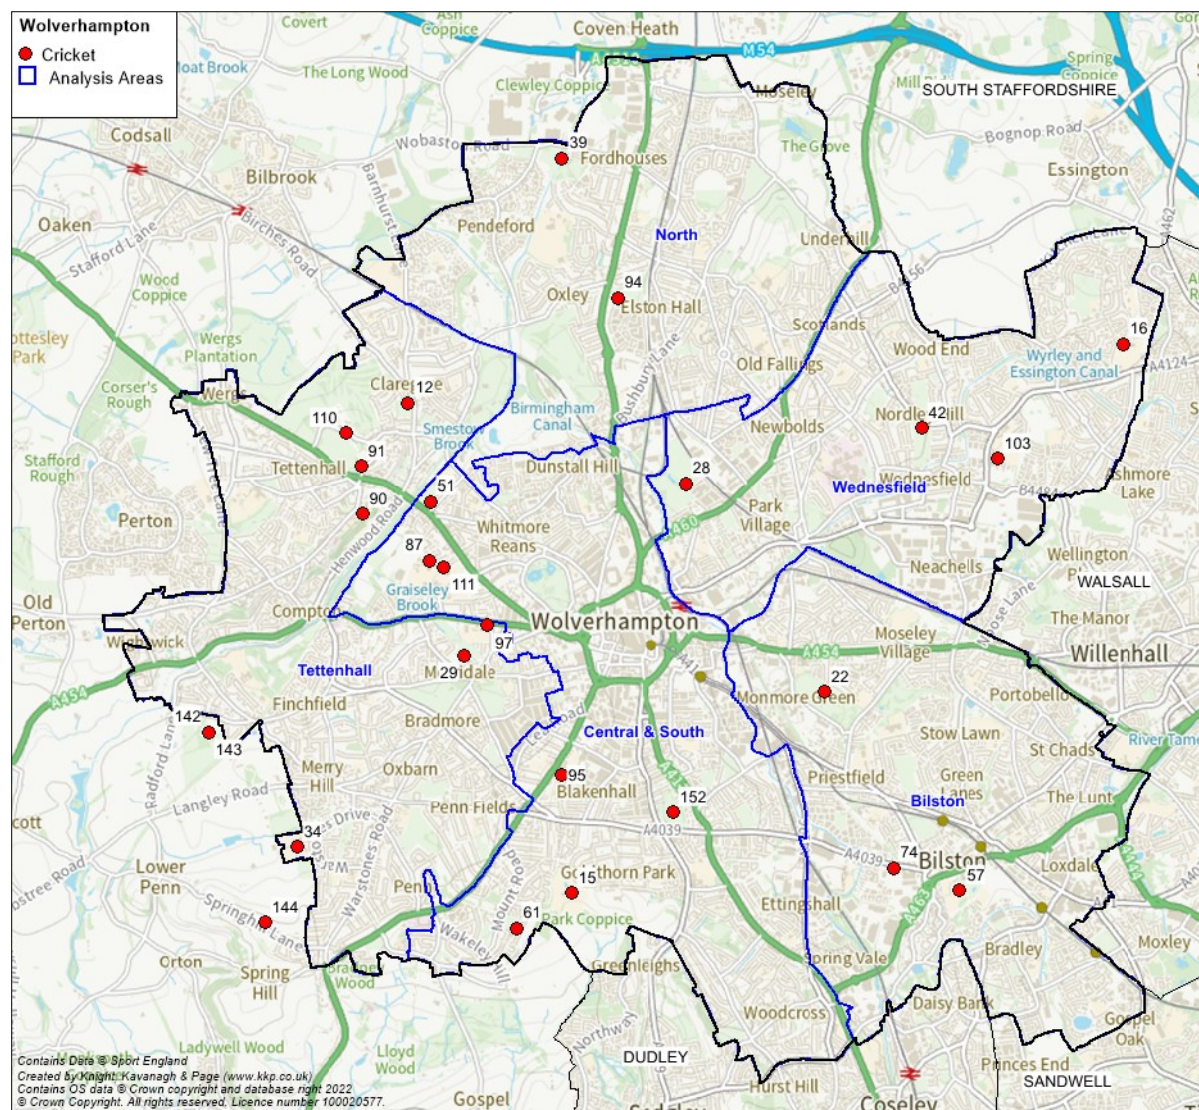 Wolverhampton
Cricket
Analysis Areas
Covert
Ash
Coppice
Coven Heath
M54
Moat Brook
The Long Wood
Clewley Coppice
Moseley
Spring
Coppice
SOUTH STAFFORDSHIRE
Codsall
Wobaston Road
39
Fordhouses
The Grove
Bognop Road
Essington
Bilbrook
Oaken
Stafford Lane
Birches Road
Pendeford
North
Underhill
A462
Wood
Coppice
Oxley
94
Elston Hall
Bushbury Lane
Scotlands
Wood End
16
Wergs
Plantation
Corser's
Rough
Wergs
12
Old Fallings
Wyrley and
Essington Canal
A4124
Birmingham
Canal
Smestow
Brook
110
91
Tettenhall
Newbolds
42
103
Stafford
Rough
Dunstall Hill
28
Wednesfield
Wednesfield
Ashmore
Lake
90
51
Park
Village
A460
Perton
Henwood Road
Whitmore
Reans
87
111
Graiseley
Brook
Neachells
Wellington
WALSALL
Noose Lane
The Manor
Old
Perton
Compton
Wightwick
Wolverhampton
97
29
A454
Moseley
Village
Willenhall
Tettenhall
22
Monmore Green
Portobello
A454
Finchfield
Bradmore
Central & South
Stow Lawn
St Chads
River Tame
142
143
Radford Lane
Merry
Hill
Oxbarn
Langley Road
95
Blakenhall
Priestfield
Green
Lanes
The Lunt
Bilston
Penn Fields
152
A4039
34
Warstones Road
A4039
74
Bilston
Loxdale
A444
Lower
Penn
Penn
Mount Road
15
Goldthorn Park
57
A463
144
Springhill Lane
61
Park Coppice
Ettingshall
Bradley
Moxley
Orton
Wakeley Hill
Spring
Hill
Greenleighs
Spring Vale
Woodcross
Daisy Bank
Gospel
Oak
Ladywell Wood
Lloyd
Wood
Northway
DUDLEY
Hurst Hill
Princes End
SANDWELL
Gospel
Coseley
Contains Data © Sport England
Created by Knight, Kavanagh & Page (www.kkp.co.uk)
Contains OS data © Crown copyright and database right 2022
© Crown Copyright. All rights reserved. Licence number 100020577.